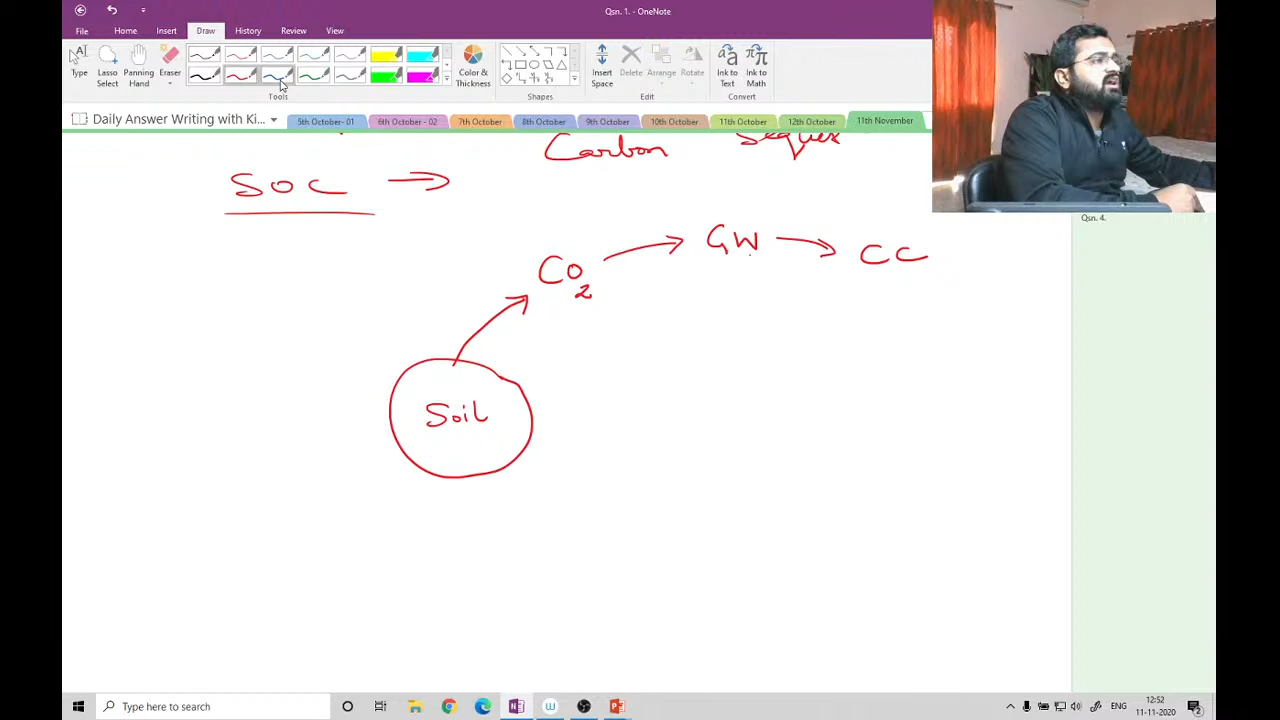 Qsn. 1. - OneNote
File Home Insert Draw History Review View
Type Lasso Select Panning Hand Eraser Color & Thickness Insert Space Delete Arrange Rotate Ink to Text Ink to Math
Tools Shapes Edit Convert
Daily Answer Writing with Ki... 5th October- 01 6th October - 02 7th October 8th October 9th October 10th October 11th October 12th October 11th November
Carbon
SOC ⇒
Qsn. 4.
CO2 → GW → CC
Soil
Type here to search
ENG 12:52
11-11-2020 2